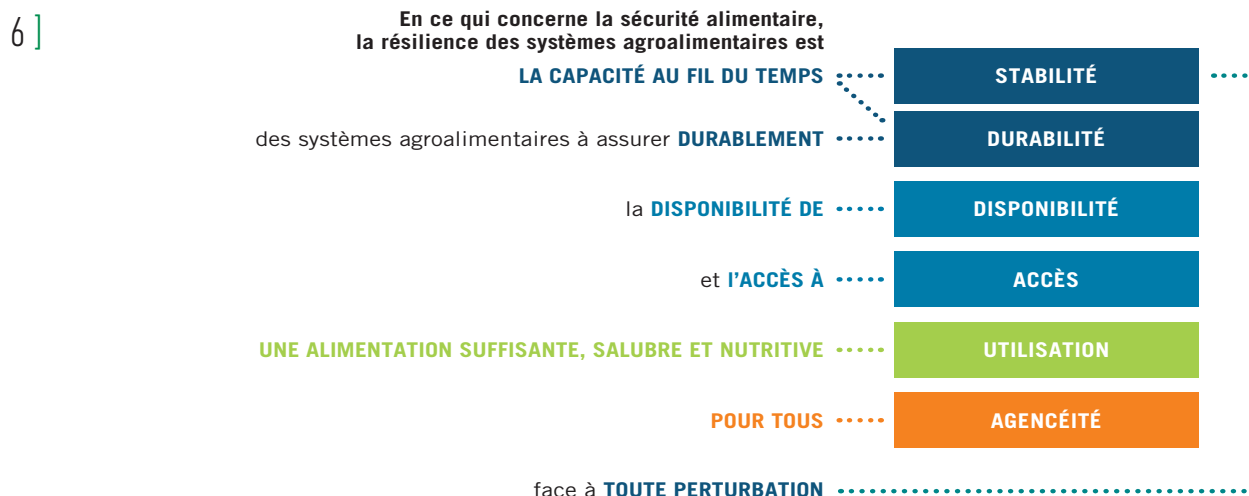 6 ]
En ce qui concerne la sécurité alimentaire,
la résilience des systèmes agroalimentaires est
LA CAPACITÉ AU FIL DU TEMPS STABILITÉ
des systèmes agroalimentaires à assurer DURABLEMENT DURABILITÉ
la DISPONIBILITÉ DE DISPONIBILITÉ
et l'ACCÈS À ACCÈS
UNE ALIMENTATION SUFFISANTE, SALUBRE ET NUTRITIVE UTILISATION
POUR TOUS AGENCÉITÉ
face à TOUTE PERTURBATION